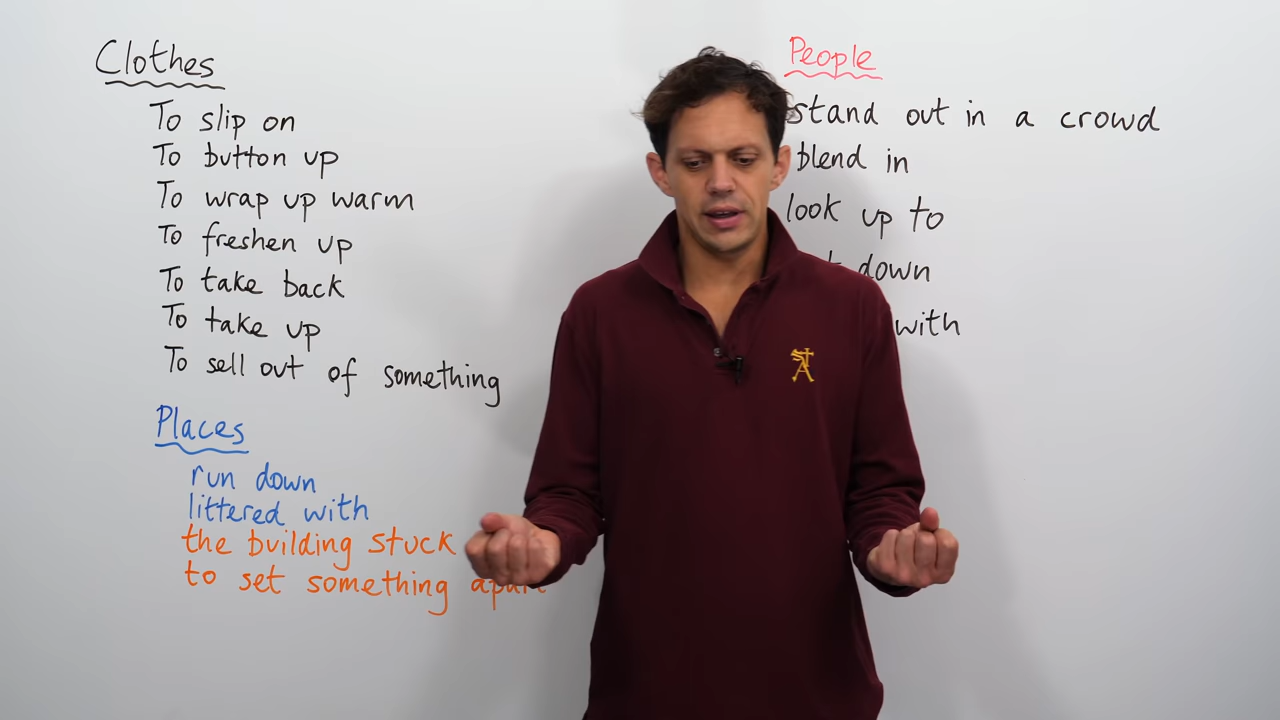 Clothes
To slip on
To button up
To wrap up warm
To freshen up
To take back
To take up
To sell out of something
Places
run down
littered with
the building stuck
to set something apart
People
stand out in a crowd
blend in
look up to
down
with